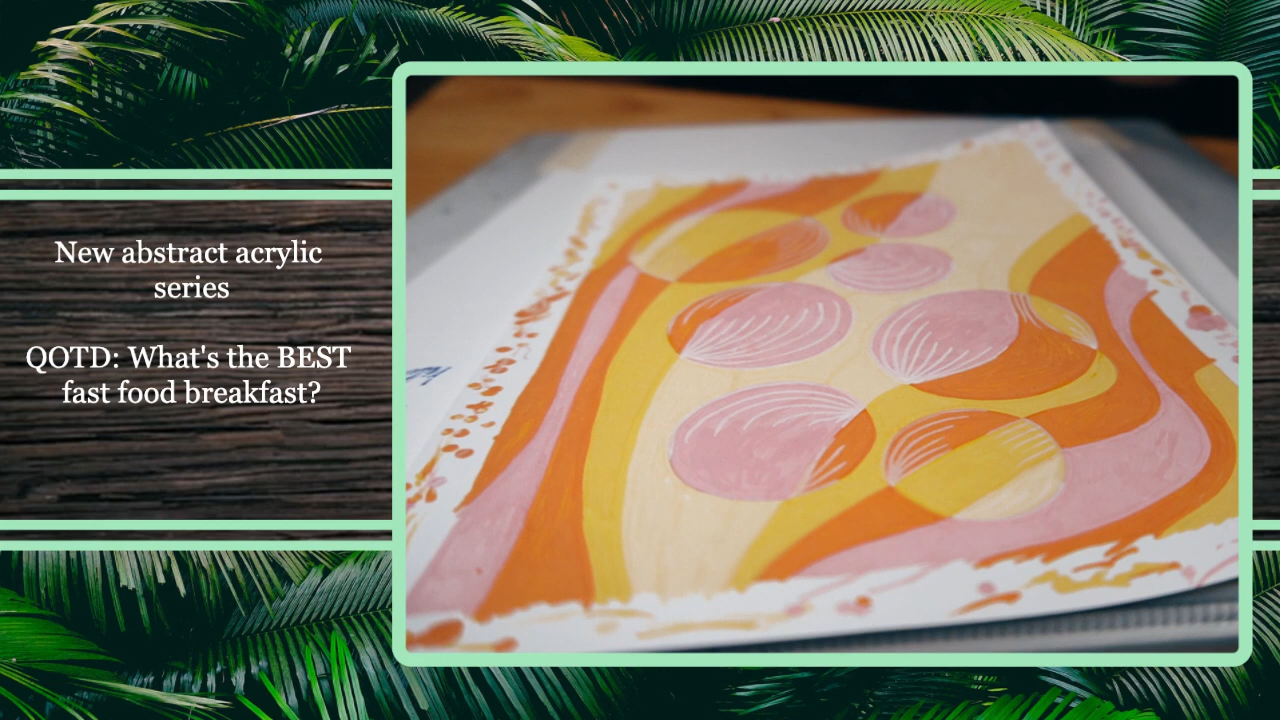 New abstract acrylic
series
QOTD: What's the BEST
fast food breakfast?